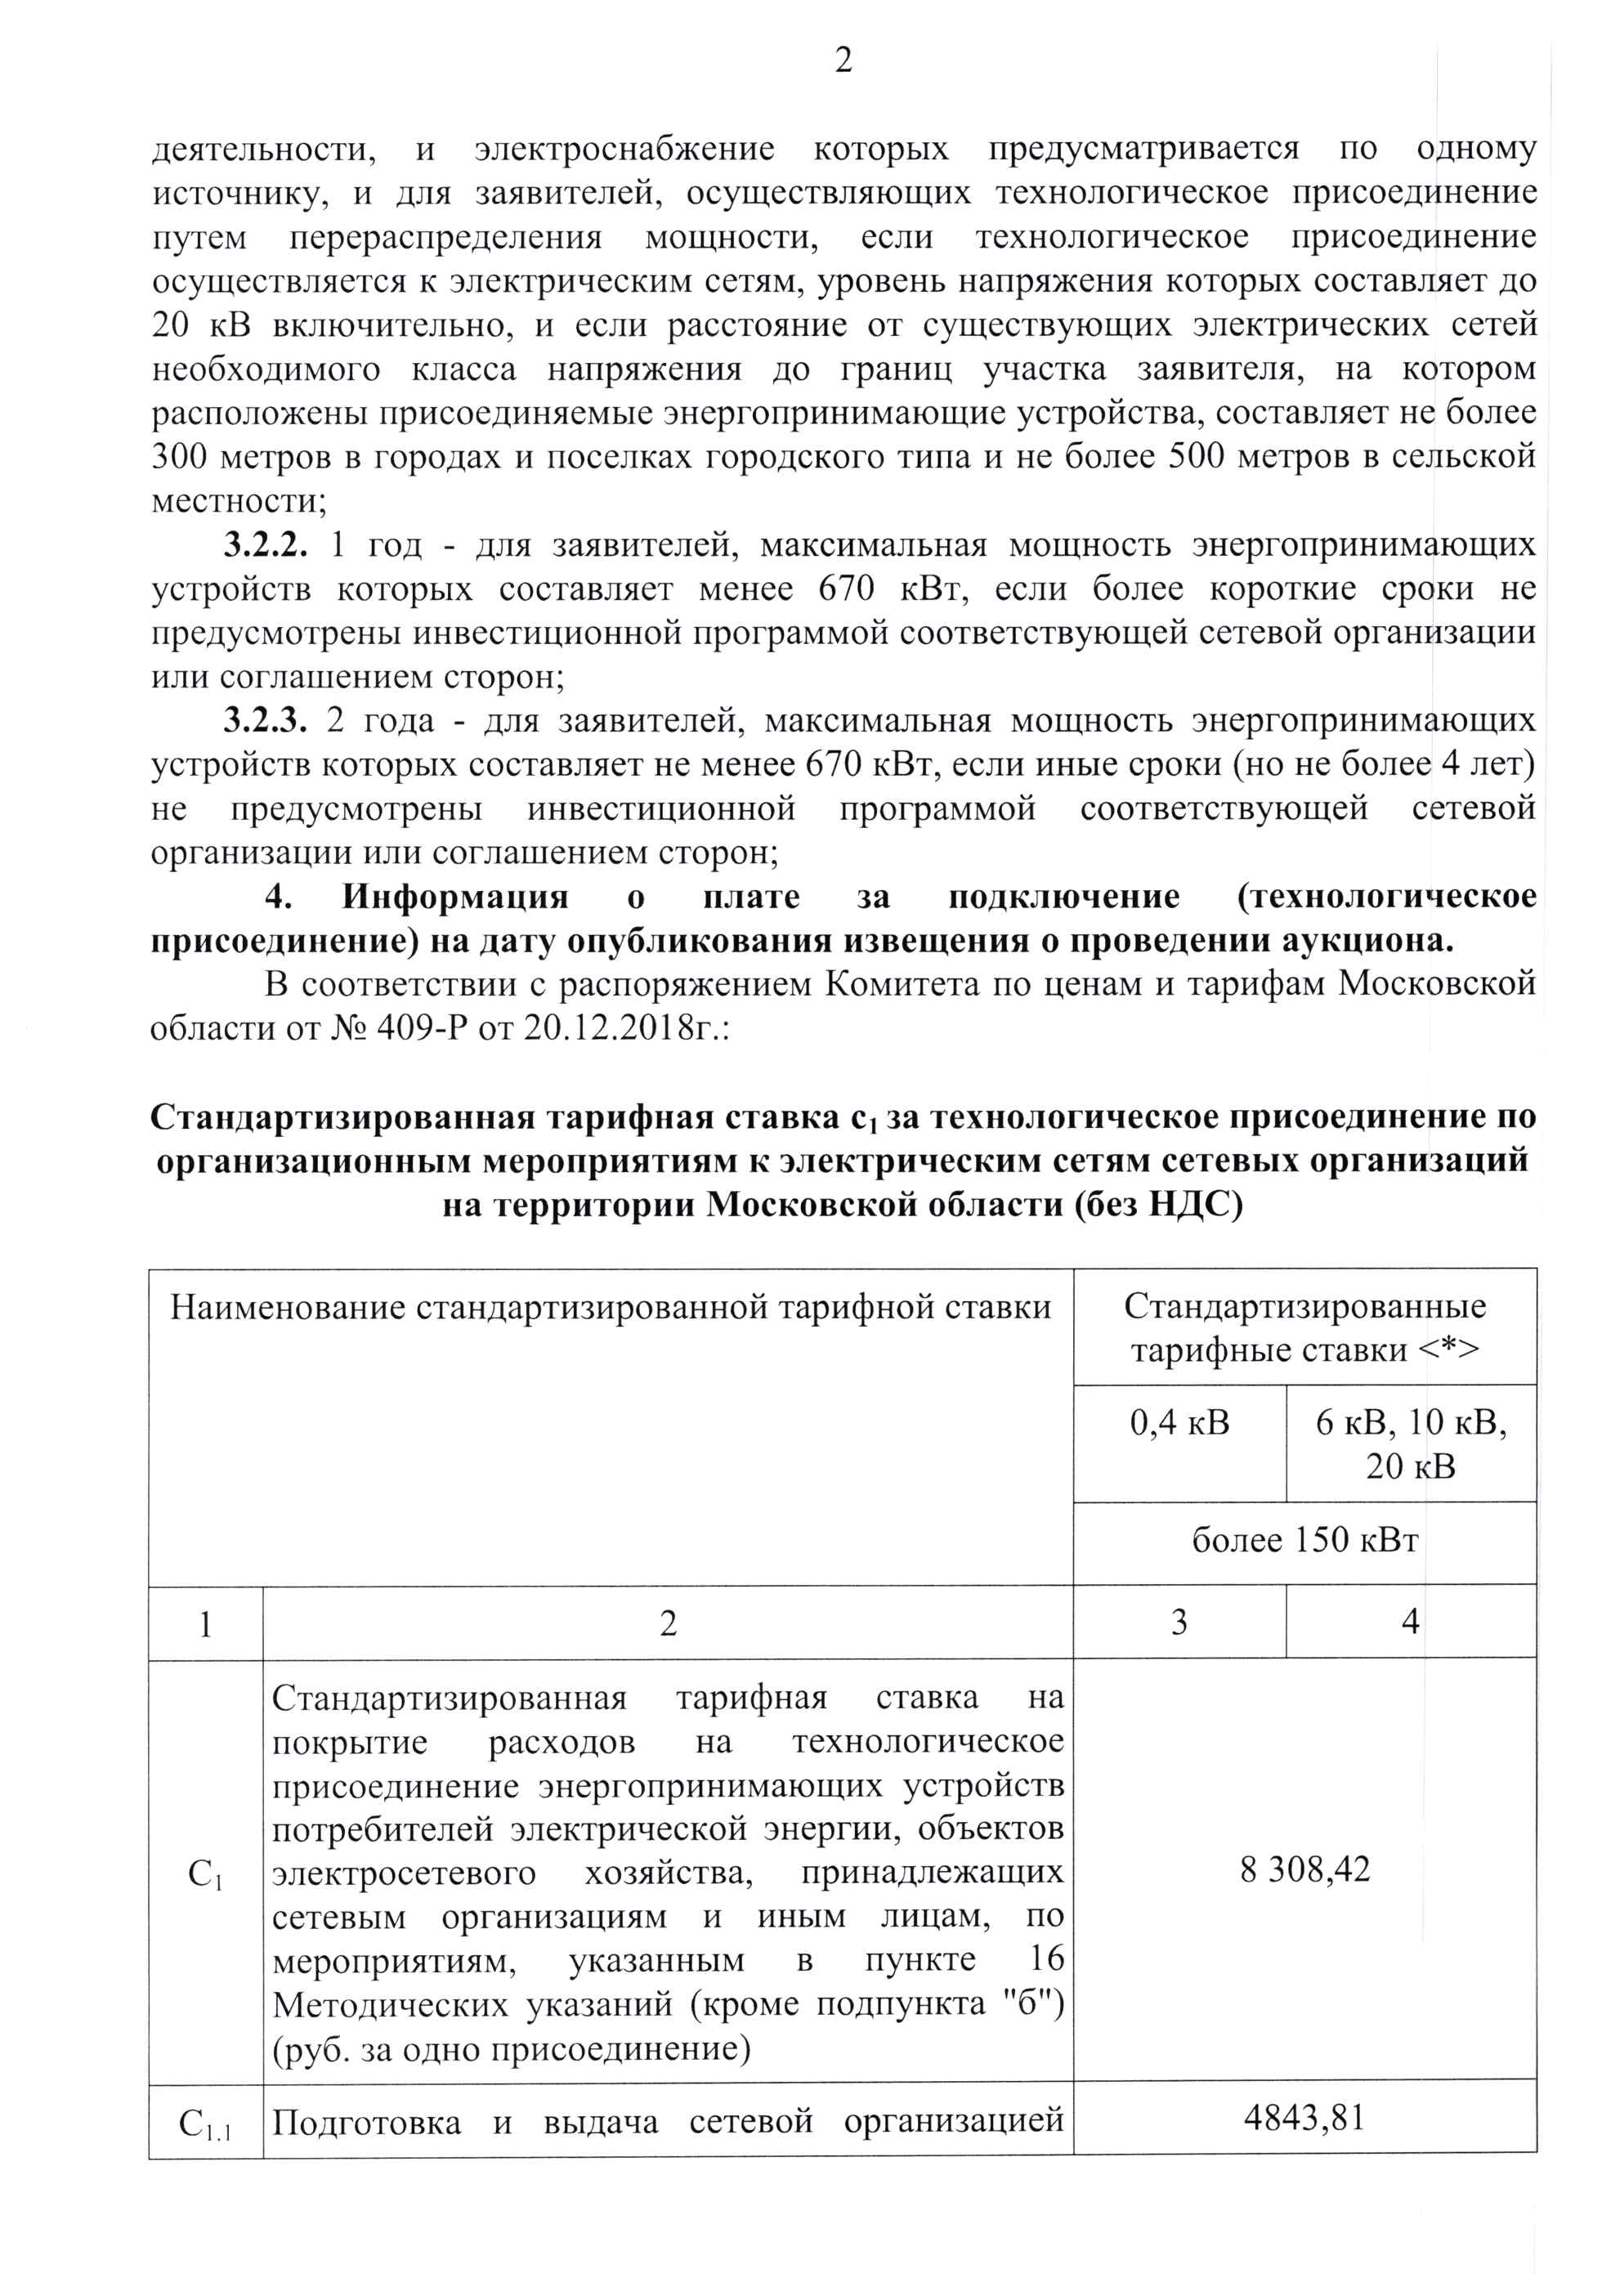 2
деятельности, и электроснабжение которых предусматривается по одному
источнику, и для заявителей, осуществляющих технологическое присоединение
путем перераспределения мощности, если технологическое присоединение
осуществляется к электрическим сетям, уровень напряжения которых составляет до
20 кВ включительно, и если расстояние от существующих электрических сетей
необходимого класса напряжения до границ участка заявителя, на котором
расположены присоединяемые энергопринимающие устройства, составляет не более
300 метров в городах и поселках городского типа и не более 500 метров в сельской
местности;
3.2.2. 1 год - для заявителей, максимальная мощность энергопринимающих
устройств которых составляет менее 670 кВт, если более короткие сроки не
предусмотрены инвестиционной программой соответствующей сетевой организации
или соглашением сторон;
3.2.3. 2 года - для заявителей, максимальная мощность энергопринимающих
устройств которых составляет не менее 670 кВт, если иные сроки (но не более 4 лет)
не предусмотрены инвестиционной программой соответствующей сетевой
организации или соглашением сторон;
4. Информация о плате за подключение (технологическое
присоединение) на дату опубликования извещения о проведении аукциона.
В соответствии с распоряжением Комитета по ценам и тарифам Московской
области от № 409-Р от 20.12.2018г.:
Стандартизированная тарифная ставка с₁ за технологическое присоединение по
организационным мероприятиям к электрическим сетям сетевых организаций
на территории Московской области (без НДС)
Наименование стандартизированной тарифной ставки
Стандартизированные
тарифные ставки <*>
0,4 кВ
6 кВ, 10 кВ,
20 кВ
более 150 кВт
1
2
3
4
С₁
Стандартизированная тарифная ставка на
покрытие расходов на технологическое
присоединение энергопринимающих устройств
потребителей электрической энергии, объектов
электросетевого хозяйства, принадлежащих
сетевым организациям и иным лицам, по
мероприятиям, указанным в пункте 16
Методических указаний (кроме подпункта "б")
(руб. за одно присоединение)
8 308,42
С₁.₁
Подготовка и выдача сетевой организацией
4843,81